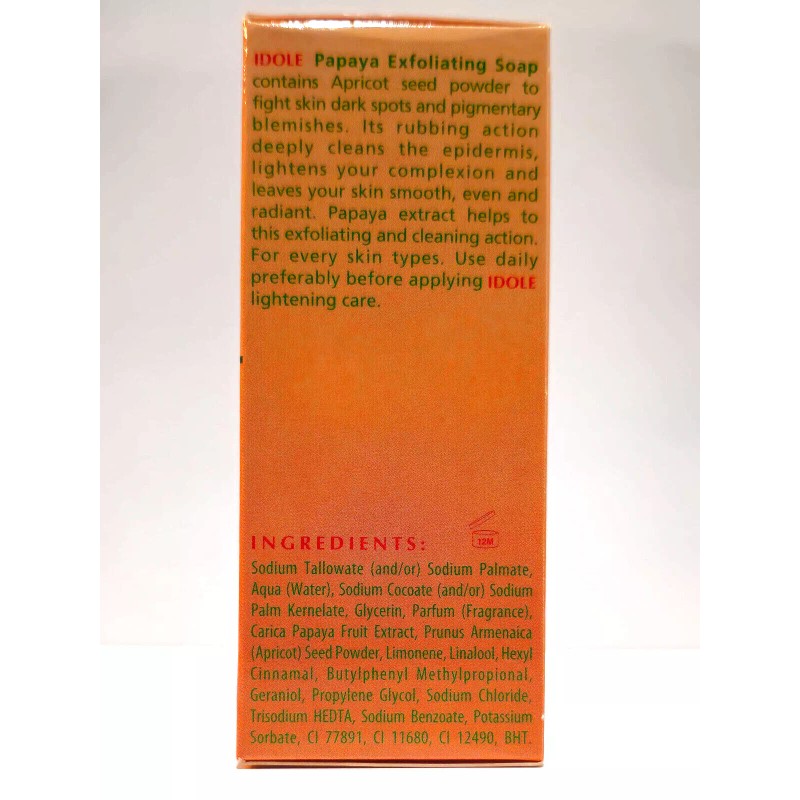 IDOLE Papaya Exfoliating Soap
contains Apricot seed powder to
fight skin dark spots and pigmentary
blemishes. Its rubbing action
deeply cleans the epidermis,
lightens your complexion and
leaves your skin smooth, even and
radiant. Papaya extract helps to
this exfoliating and cleaning action.
For every skin types. Use daily
preferably before applying IDOLE
lightening care.
12M
INGREDIENTS:
Sodium Tallowate (and/or) Sodium Palmate,
Aqua (Water), Sodium Cocoate (and/or) Sodium
Palm Kernelate, Glycerin, Parfum (Fragrance),
Carica Papaya Fruit Extract, Prunus Armenaica
(Apricot) Seed Powder, Limonene, Linalool, Hexyl
Cinnamal, Butylphenyl Methylpropional,
Geraniol, Propylene Glycol, Sodium Chloride,
Trisodium HEDTA, Sodium Benzoate, Potassium
Sorbate, CI 77891, CI 11680, CI 12490, BHT.